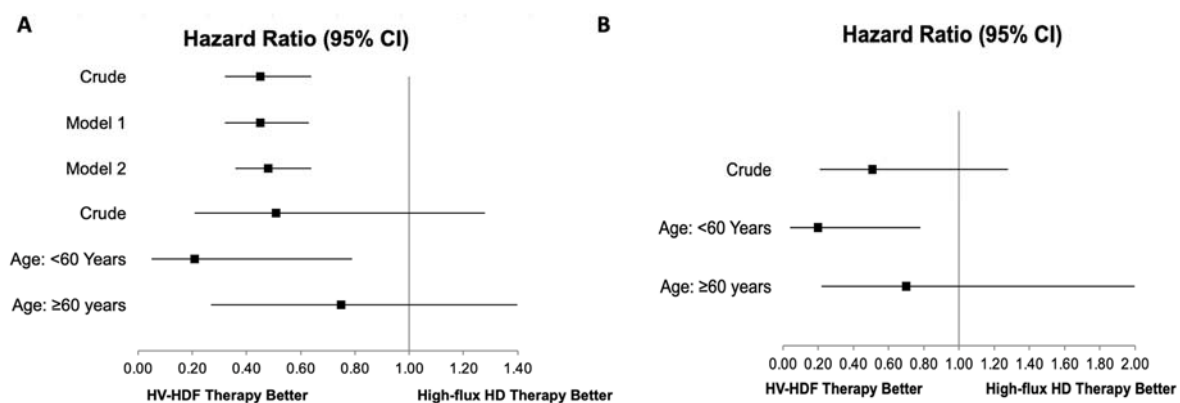 A
Hazard Ratio (95% CI)
Crude
Model 1
Model 2
Crude
Age: <60 Years
Age: ≥60 years
0.00 0.20 0.40 0.60 0.80 1.00 1.20 1.40
HV-HDF Therapy Better High-flux HD Therapy Better
B
Hazard Ratio (95% CI)
Crude
Age: <60 Years
Age: ≥60 years
0.00 0.20 0.40 0.60 0.80 1.00 1.20 1.40 1.60 1.80 2.00
HV-HDF Therapy Better High-flux HD Therapy Better